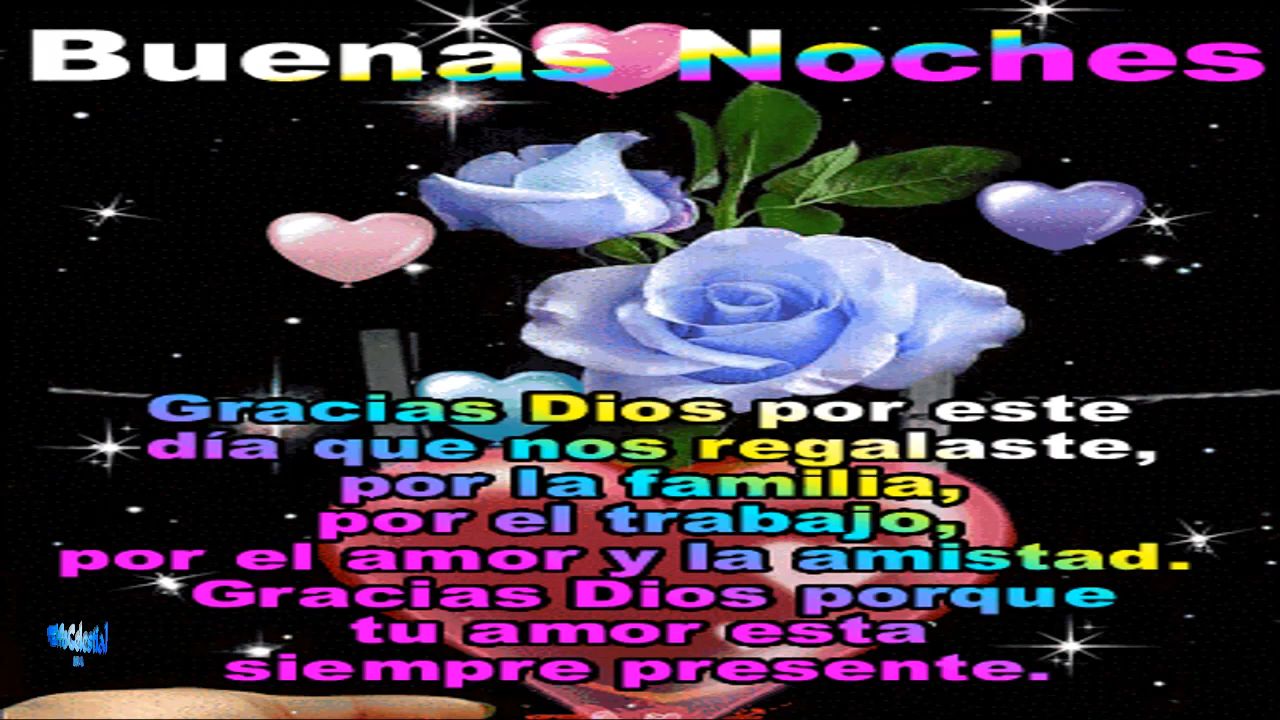 Buenas Noches
Gracias Dios por este
día que nos regalaste,
por la familia,
por el trabajo,
por el amor y la amistad.
Gracias Dios porque
tu amor esta
siempre presente.